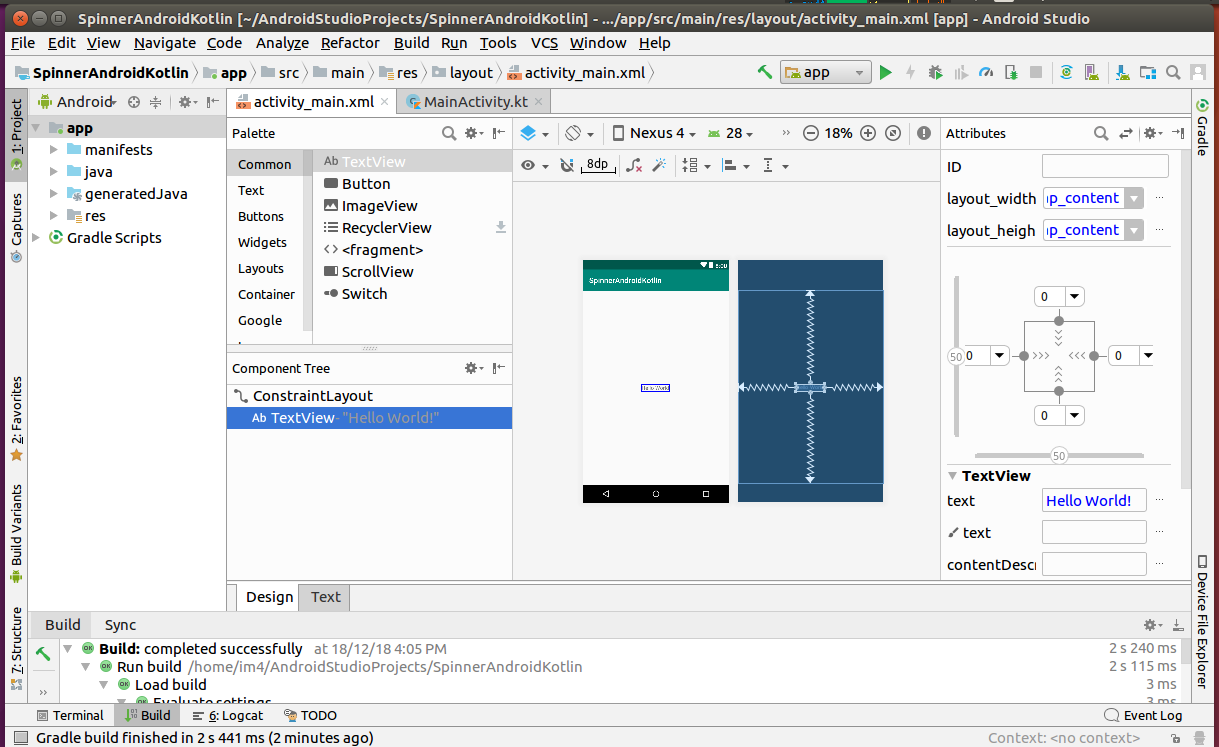 SpinnerAndroidKotlin [~/AndroidStudioProjects/SpinnerAndroidKotlin] - .../app/src/main/res/layout/activity_main.xml [app] - Android Studio
File Edit View Navigate Code Analyze Refactor Build Run Tools VCS Window Help
SpinnerAndroidKotlin app src main res layout activity_main.xml app
1: Project
Captures
2: Favorites
Build Variants
7: Structure
Android
app
manifests
java
generatedJava
res
Gradle Scripts
activity_main.xml MainActivity.kt
Palette
Common
Text
Buttons
Widgets
Layouts
Container
Google
Ab TextView
Button
ImageView
RecyclerView
<fragment>
ScrollView
Switch
Component Tree
ConstraintLayout
Ab TextView- "Hello World!"
Nexus 4 28 » 18%
8dp
SpinnerAndroidKotlin
Hello World!
Design Text
Attributes
ID
layout_width p_content ...
layout_heigh p_content ...
0
50 0 0
0
50
TextView
text Hello World! ...
text ...
contentDescr ...
Gradle
Device File Explorer
Build Sync
Build: completed successfully at 18/12/18 4:05 PM 2 s 240 ms
Run build /home/im4/AndroidStudioProjects/SpinnerAndroidKotlin 2 s 115 ms
Load build 3 ms
Evaluate settings 3 ms
»
Terminal Build 6: Logcat TODO Event Log
Gradle build finished in 2 s 441 ms (2 minutes ago) Context: <no context>